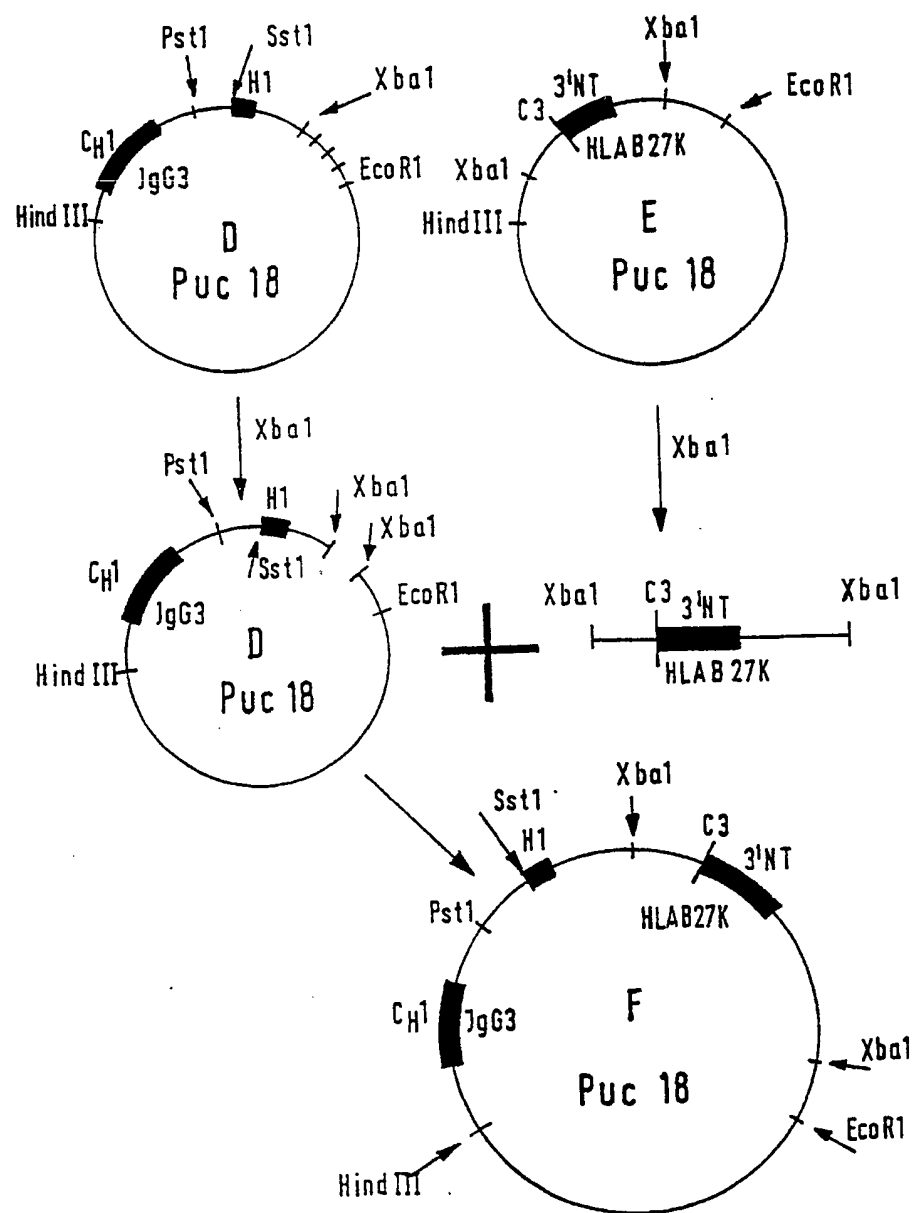 Pst1
Sst1
H1
Xba1
CH1
JgG3
EcoR1
Hind III
D
Puc 18
Xba1
3'NT
C3
EcoR1
HLAB27K
Xba1
Hind III
E
Puc 18
Xba1
Xba1
Pst1
H1
Xba1
Xba1
Sst1
CH1
JgG3
EcoR1
Hind III
D
Puc 18
+
Xba1
C3
3'NT
Xba1
HLAB27K
Sst1
H1
Xba1
C3
3'NT
HLAB27K
Pst1
CH1
JgG3
F
Puc 18
Xba1
EcoR1
Hind III